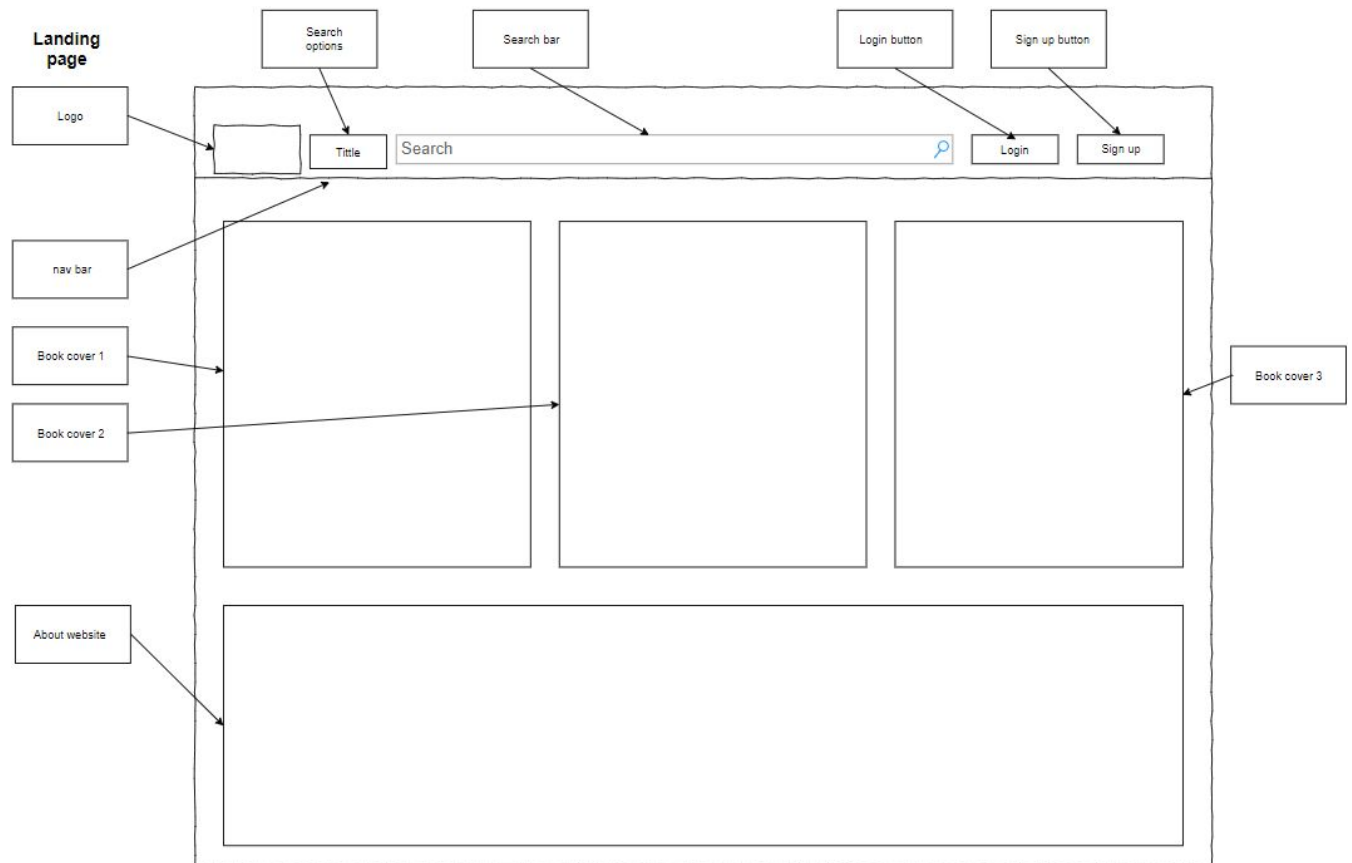 Landing
page
Search
options
Search bar
Login button
Sign up button
Logo
Tittle
Search
Login
Sign up
nav bar
Book cover 1
Book cover 2
Book cover 3
About website